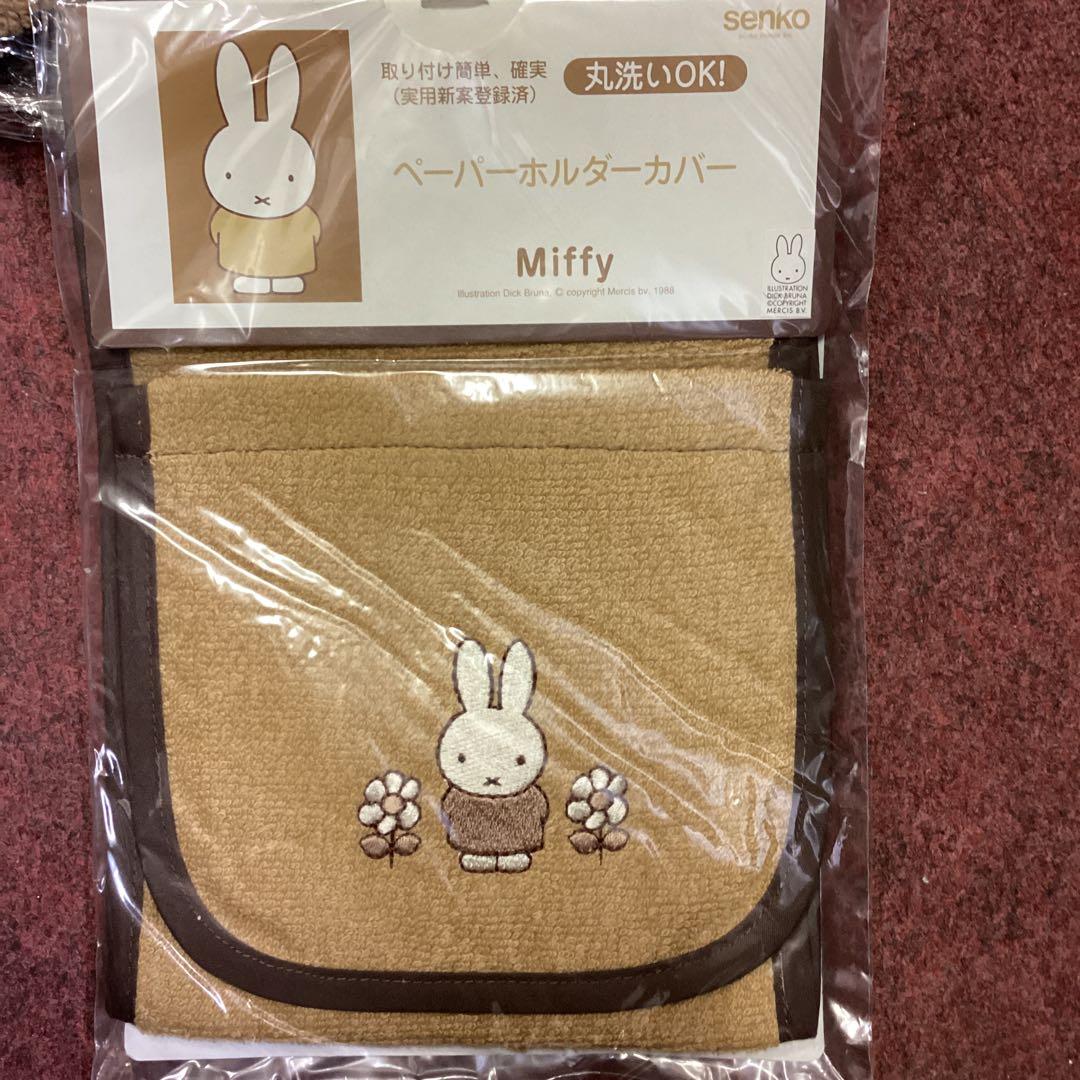 senko
取り付け簡単、確実
(実用新案登録済)
丸洗いOK!
ペーパーホルダーカバー
Miffy
Illustration Dick Bruna, © copyright Mercis bv, 1988
ILLUSTRATION
DICK BRUNA
©COPYRIGHT
MERCIS B.V.